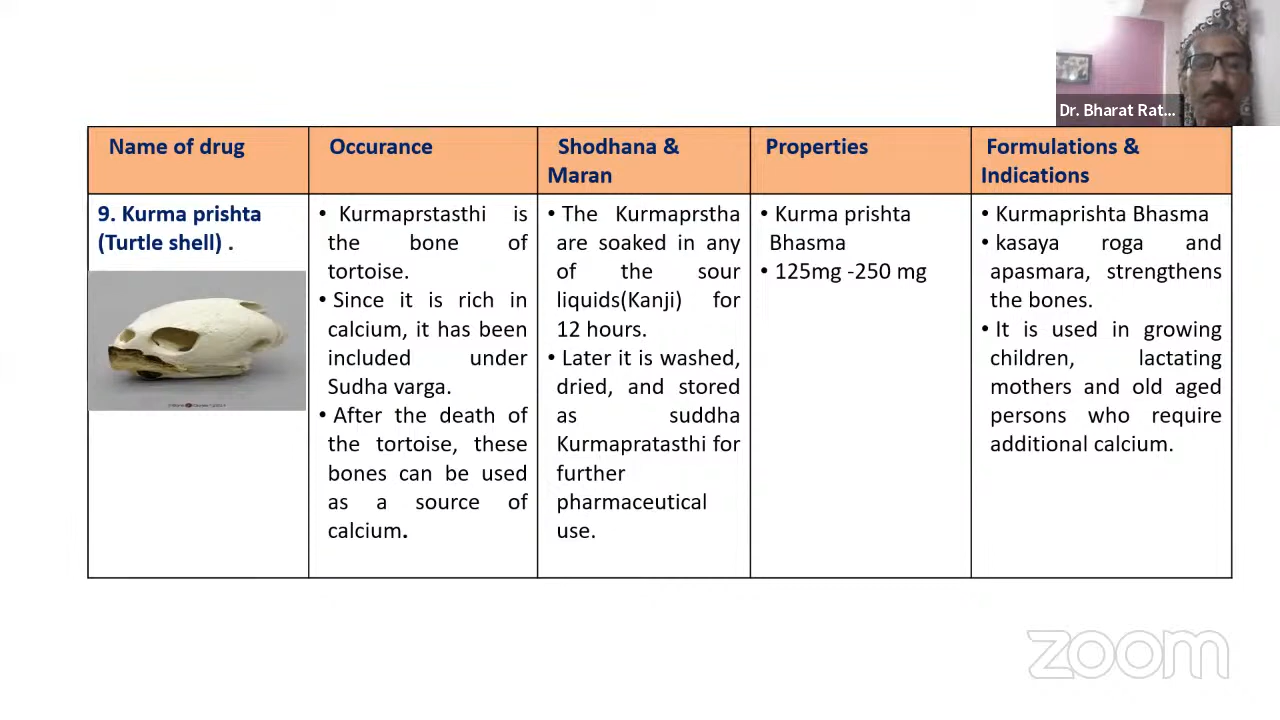 Dr. Bharat Rat...
Name of drug
Occurance
Shodhana &
Maran
Properties
Formulations &
Indications
9. Kurma prishta
(Turtle shell) .
• Kurmaprstasthi is
the bone of
tortoise.
• Since it is rich in
calcium, it has been
included under
Sudha varga.
• After the death of
the tortoise, these
bones can be used
as a source of
calcium.
• The Kurmaprstha
are soaked in any
of the sour
liquids(Kanji) for
12 hours.
• Later it is washed,
dried, and stored
as suddha
Kurmapratasthi for
further
pharmaceutical
use.
• Kurma prishta
Bhasma
• 125mg -250 mg
• Kurmaprishta Bhasma
• kasaya roga and
apasmara, strengthens
the bones.
• It is used in growing
children, lactating
mothers and old aged
persons who require
additional calcium.
zoom